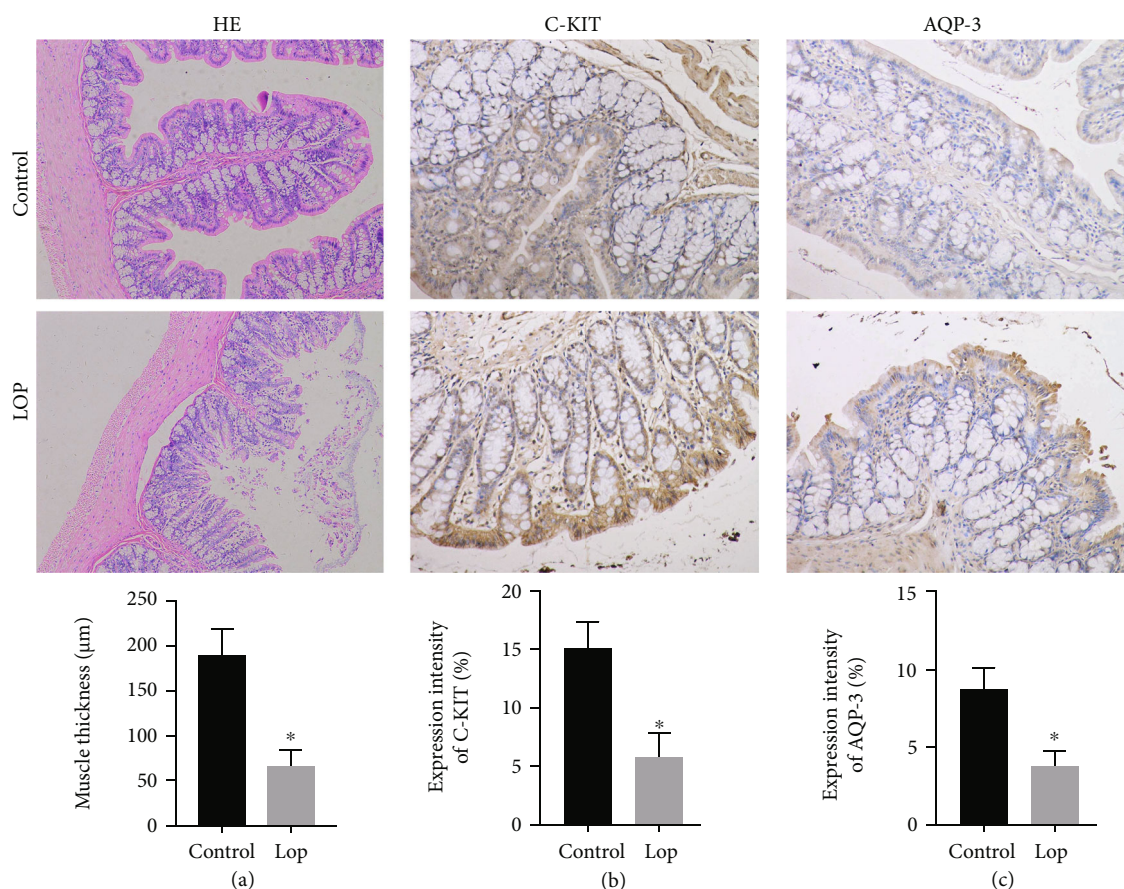 HE
C-KIT
AQP-3
Control
LOP
Muscle thickness (μm)
250
200
150
100
50
0
*
Control Lop
(a)
Expression intensity
of C-KIT (%)
20
15
10
5
0
*
Control Lop
(b)
Expression intensity
of AQP-3 (%)
15
10
5
0
*
Control Lop
(c)